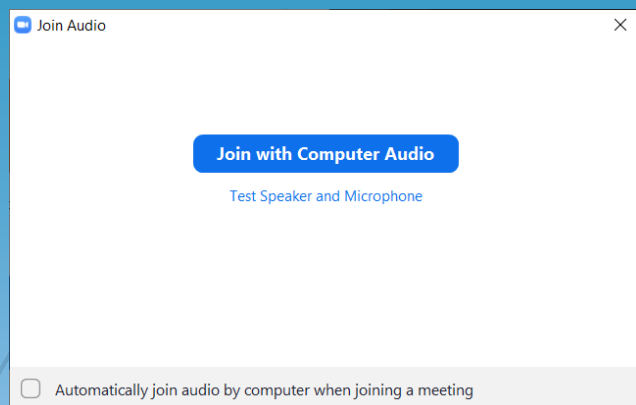 Join Audio
Join with Computer Audio
Test Speaker and Microphone
Automatically join audio by computer when joining a meeting